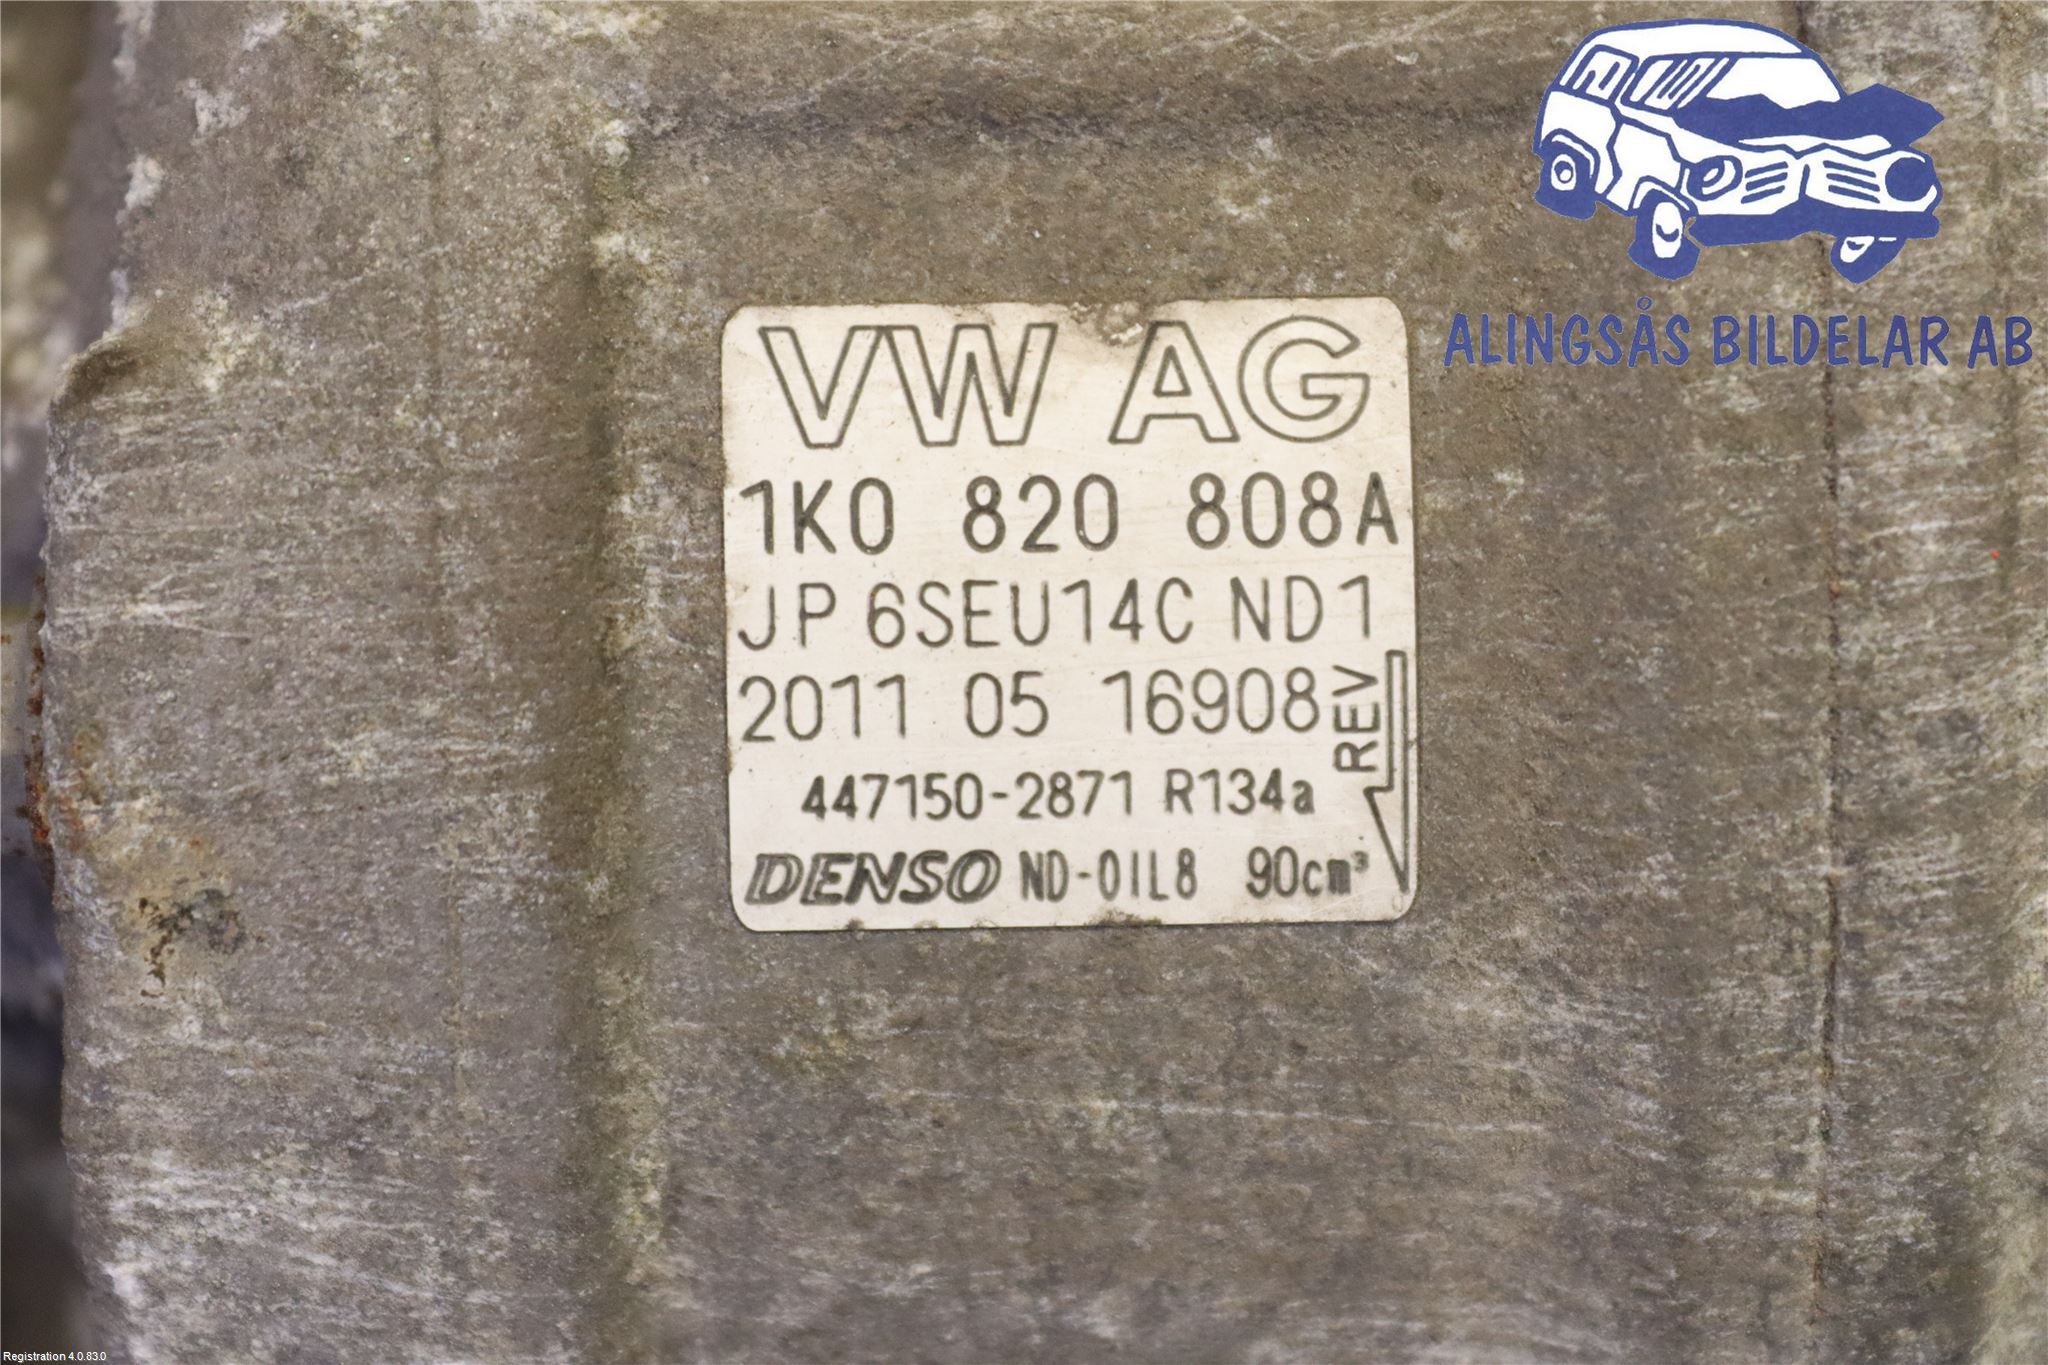 ALINGSÅS BILDELAR AB
VW AG
1K0 820 808A
JP 6SEU14C ND1
2011 05 16908
REV
447150-2871 R134a
DENSO ND-OIL8 90cm³
Registration 4.0.83.0